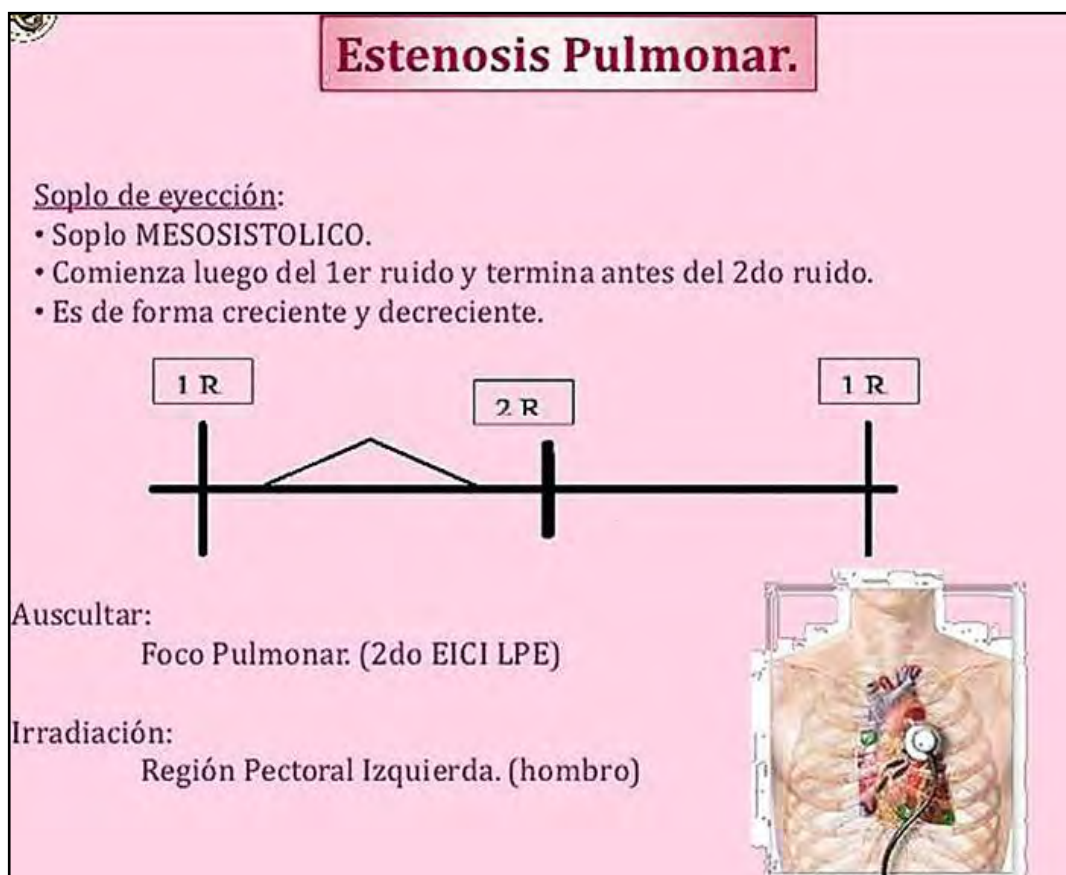 Estenosis Pulmonar.
Soplo de eyección:
• Soplo MESOSISTOLICO.
• Comienza luego del 1er ruido y termina antes del 2do ruido.
• Es de forma creciente y decreciente.
1 R
2 R
1 R
Auscultar:
Foco Pulmonar. (2do EICI LPE)
Irradiación:
Región Pectoral Izquierda. (hombro)